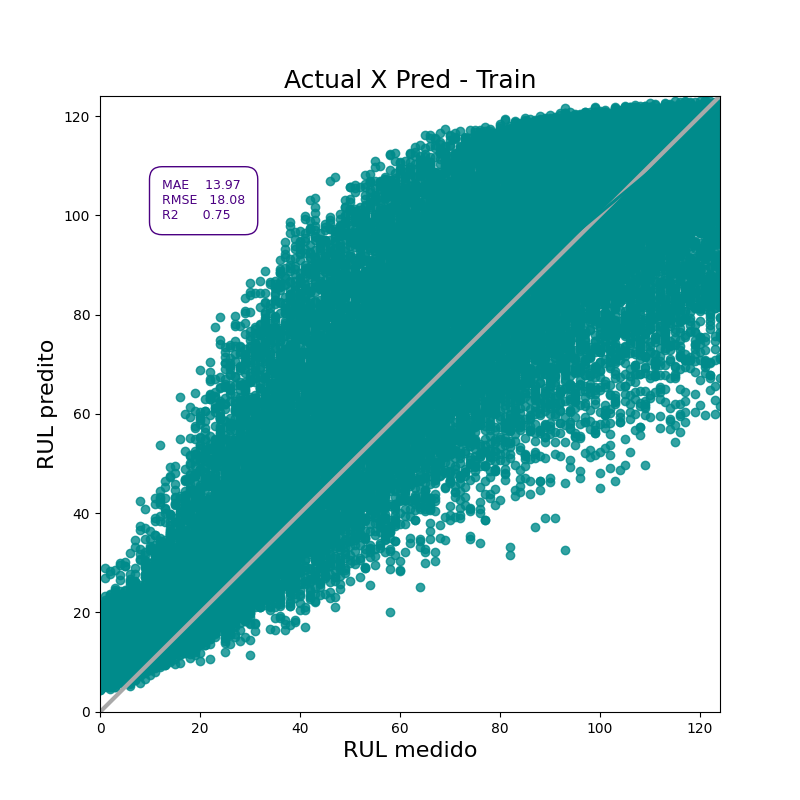 Actual X Pred - Train
120
100
80
60
40
20
0
MAE 13.97
RMSE 18.08
R2 0.75
RUL predito
0 20 40 60 80 100 120
RUL medido